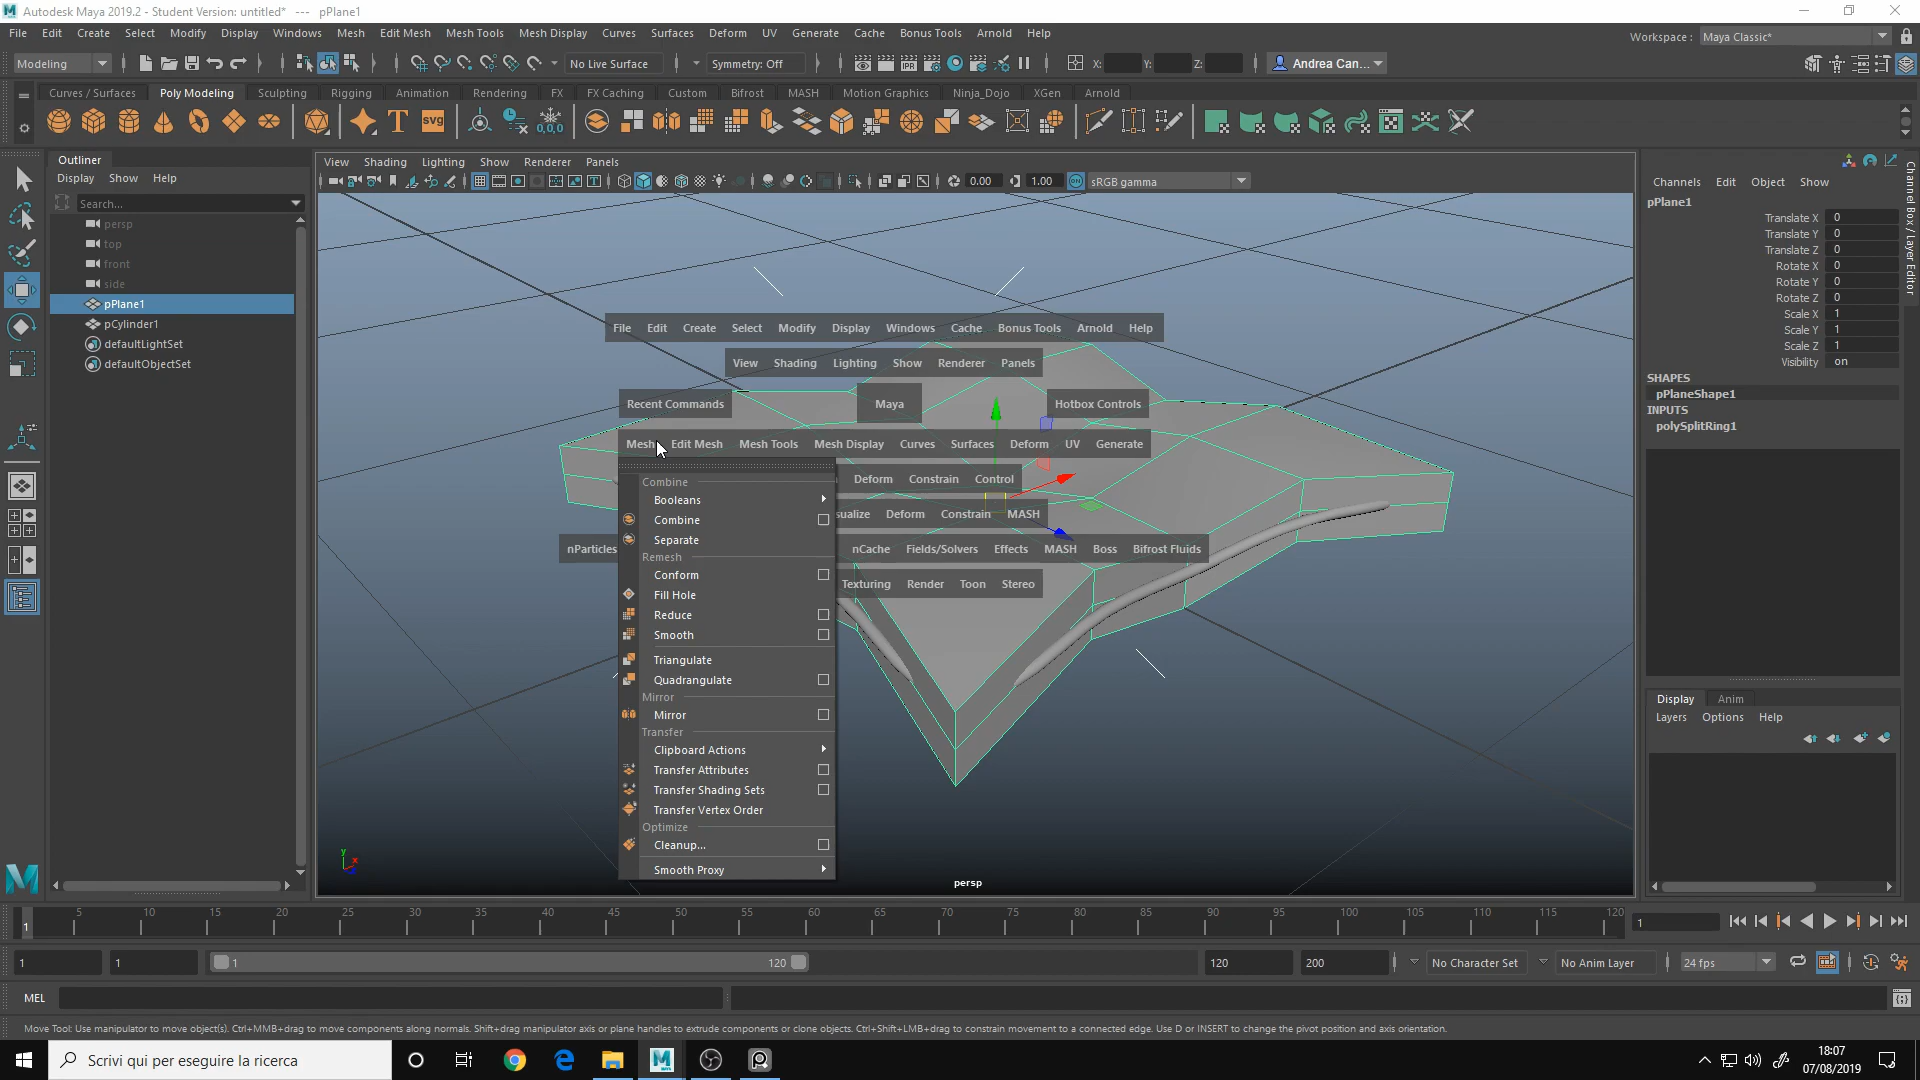 Autodesk Maya 2019.2 - Student Version: untitled* --- pPlane1
File Edit Create Select Modify Display Windows Mesh Edit Mesh Mesh Tools Mesh Display Curves Surfaces Deform UV Generate Cache Bonus Tools Arnold Help
Workspace : Maya Classic*
Modeling No Live Surface Symmetry: Off X: Y: Z: Andrea Can...
Curves / Surfaces Poly Modeling Sculpting Rigging Animation Rendering FX FX Caching Custom Bifrost MASH Motion Graphics Ninja_Dojo XGen Arnold
T svg 0,0,0
Outliner
Display Show Help
Search...
persp
top
front
side
pPlane1
pCylinder1
defaultLightSet
defaultObjectSet
View Shading Lighting Show Renderer Panels
0.00 1.00 sRGB gamma
File Edit Create Select Modify Display Windows Cache Bonus Tools Arnold Help
View Shading Lighting Show Renderer Panels
Recent Commands Maya Hotbox Controls
Mesh Edit Mesh Mesh Tools Mesh Display Curves Surfaces Deform UV Generate
Deform Constrain Control
sualize Deform Constrain MASH
nParticles nCache Fields/Solvers Effects MASH Boss Bifrost Fluids
Texturing Render Toon Stereo
Combine
Booleans
Combine
Separate
Remesh
Conform
Fill Hole
Reduce
Smooth
Triangulate
Quadrangulate
Mirror
Mirror
Transfer
Clipboard Actions
Transfer Attributes
Transfer Shading Sets
Transfer Vertex Order
Optimize
Cleanup...
Smooth Proxy
y x
persp
Channels Edit Object Show
pPlane1
Translate X 0
Translate Y 0
Translate Z 0
Rotate X 0
Rotate Y 0
Rotate Z 0
Scale X 1
Scale Y 1
Scale Z 1
Visibility on
SHAPES
pPlaneShape1
INPUTS
polySplitRing1
Channel Box / Layer Editor
Display Anim
Layers Options Help
1 5 10 15 20 25 30 35 40 45 50 55 60 65 70 75 80 85 90 95 100 105 110 115 120 1
1 1 1 120 120 200 No Character Set No Anim Layer 24 fps
MEL
Move Tool: Use manipulator to move object(s). Ctrl+MMB+drag to move components along normals. Shift+drag manipulator axis or plane handles to extrude components or clone objects. Ctrl+Shift+LMB+drag to constrain movement to a connected edge. Use D or INSERT to change the pivot position and axis orientation.
Scrivi qui per eseguire la ricerca
18:07
07/08/2019